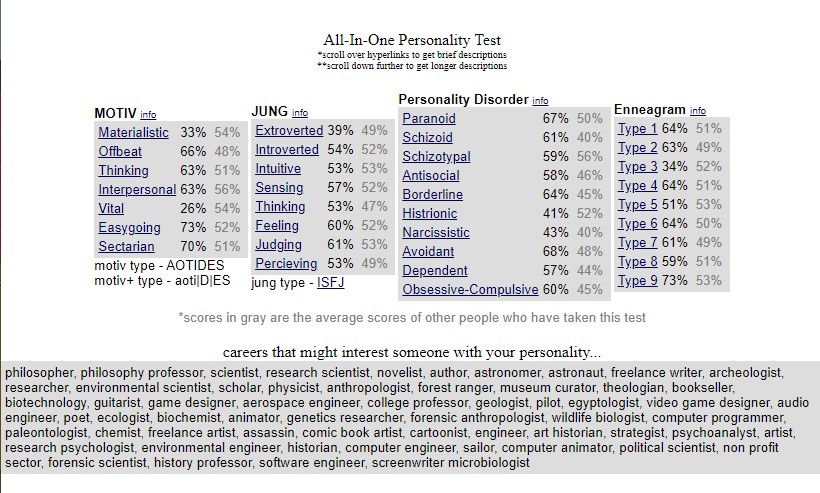 All-In-One Personality Test
*scroll over hyperlinks to get brief descriptions
**scroll down further to get longer descriptions
MOTIV info
Materialistic 33% 54%
Offbeat 66% 48%
Thinking 63% 51%
Interpersonal 63% 56%
Vital 26% 54%
Easygoing 73% 52%
Sectarian 70% 51%
motiv type - AOTIDES
motiv+ type - aoti|D|ES
JUNG info
Extroverted 39% 49%
Introverted 54% 52%
Intuitive 53% 53%
Sensing 57% 52%
Thinking 53% 47%
Feeling 60% 52%
Judging 61% 53%
Percieving 53% 49%
jung type - ISFJ
Personality Disorder info
Paranoid 67% 50%
Schizoid 61% 40%
Schizotypal 59% 56%
Antisocial 58% 46%
Borderline 64% 45%
Histrionic 41% 52%
Narcissistic 43% 40%
Avoidant 68% 48%
Dependent 57% 44%
Obsessive-Compulsive 60% 45%
Enneagram info
Type 1 64% 51%
Type 2 63% 49%
Type 3 34% 52%
Type 4 64% 51%
Type 5 51% 53%
Type 6 64% 50%
Type 7 61% 49%
Type 8 59% 51%
Type 9 73% 53%
*scores in gray are the average scores of other people who have taken this test
careers that might interest someone with your personality...
philosopher, philosophy professor, scientist, research scientist, novelist, author, astronomer, astronaut, freelance writer, archeologist,
researcher, environmental scientist, scholar, physicist, anthropologist, forest ranger, museum curator, theologian, bookseller,
biotechnology, guitarist, game designer, aerospace engineer, college professor, geologist, pilot, egyptologist, video game designer, audio
engineer, poet, ecologist, biochemist, animator, genetics researcher, forensic anthropologist, wildlife biologist, computer programmer,
paleontologist, chemist, freelance artist, assassin, comic book artist, cartoonist, engineer, art historian, strategist, psychoanalyst, artist,
research psychologist, environmental engineer, historian, computer engineer, sailor, computer animator, political scientist, non profit
sector, forensic scientist, history professor, software engineer, screenwriter microbiologist